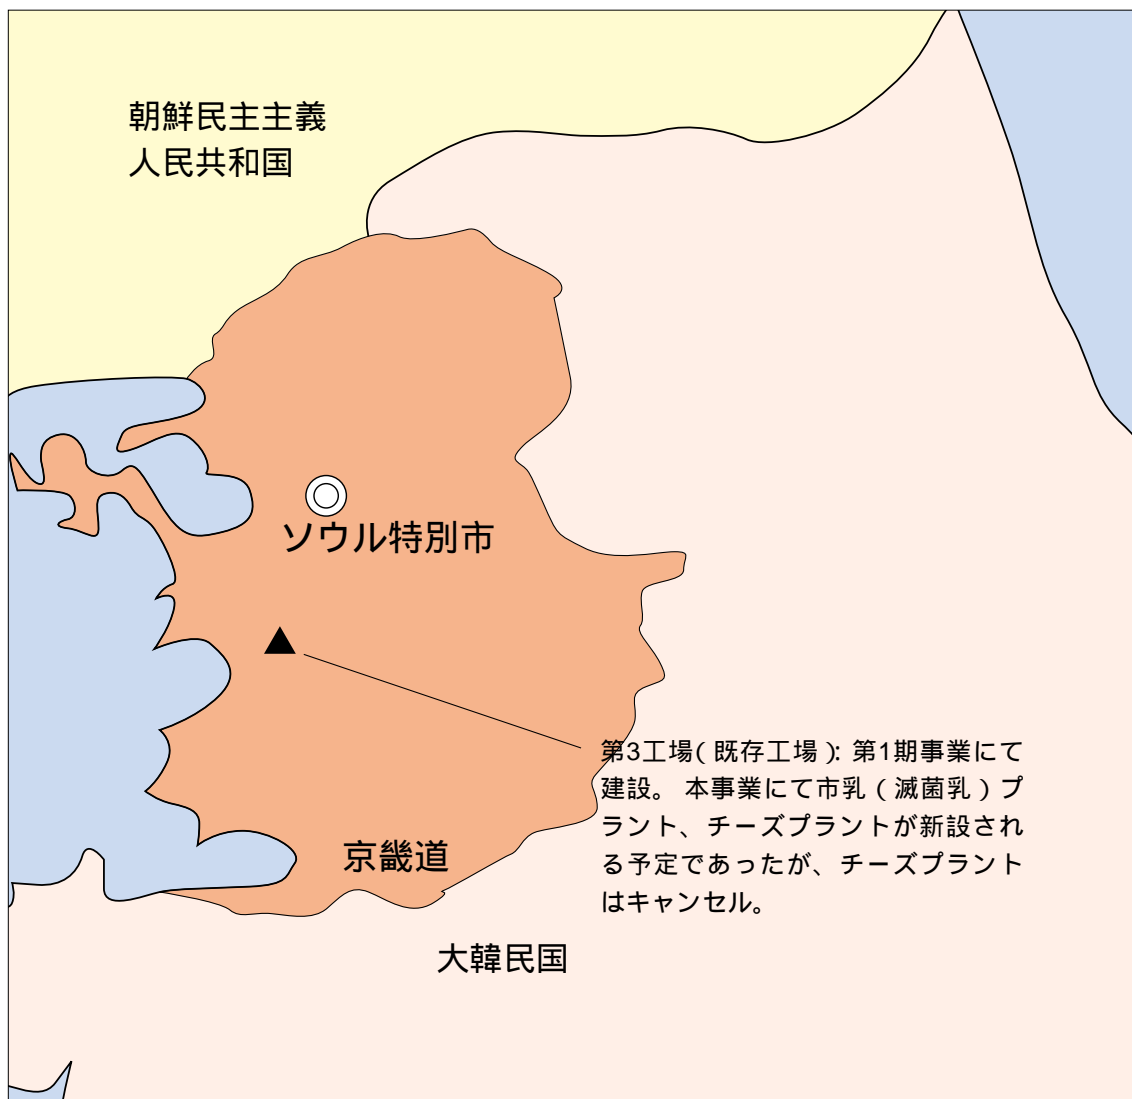 朝鮮民主主義
人民共和国
ソウル特別市
第3工場(既存工場): 第1期事業にて
建設。 本事業にて市乳(滅菌乳)プ
ラント、チーズプラントが新設され
る予定であったが、チーズプラント
はキャンセル。
京畿道
大韓民国